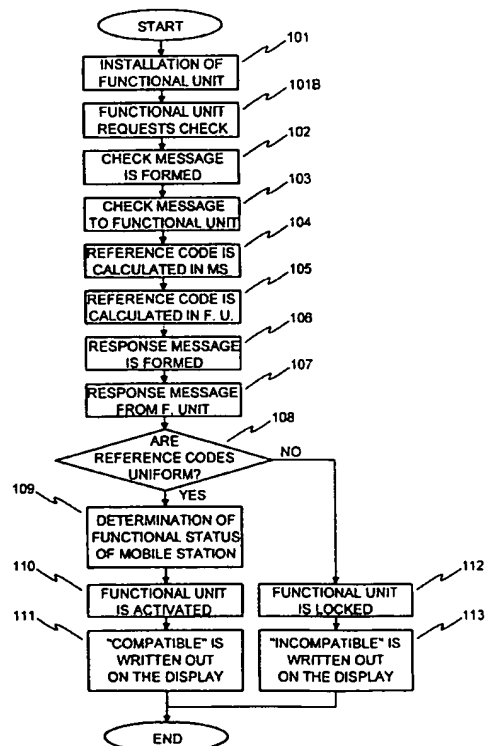 START
101
INSTALLATION OF
FUNCTIONAL UNIT
101B
FUNCTIONAL UNIT
REQUESTS CHECK
102
CHECK MESSAGE
IS FORMED
103
CHECK MESSAGE
TO FUNCTIONAL UNIT
104
REFERENCE CODE IS
CALCULATED IN MS
105
REFERENCE CODE IS
CALCULATED IN F. U.
106
RESPONSE MESSAGE
IS FORMED
107
RESPONSE MESSAGE
FROM F. UNIT
108
ARE
REFERENCE CODES
UNIFORM?
NO
YES
109
DETERMINATION OF
FUNCTIONAL STATUS
OF MOBILE STATION
110
FUNCTIONAL UNIT
IS ACTIVATED
112
FUNCTIONAL UNIT
IS LOCKED
111
"COMPATIBLE" IS
WRITTEN OUT
ON THE DISPLAY
113
"INCOMPATIBLE" IS
WRITTEN OUT
ON THE DISPLAY
END